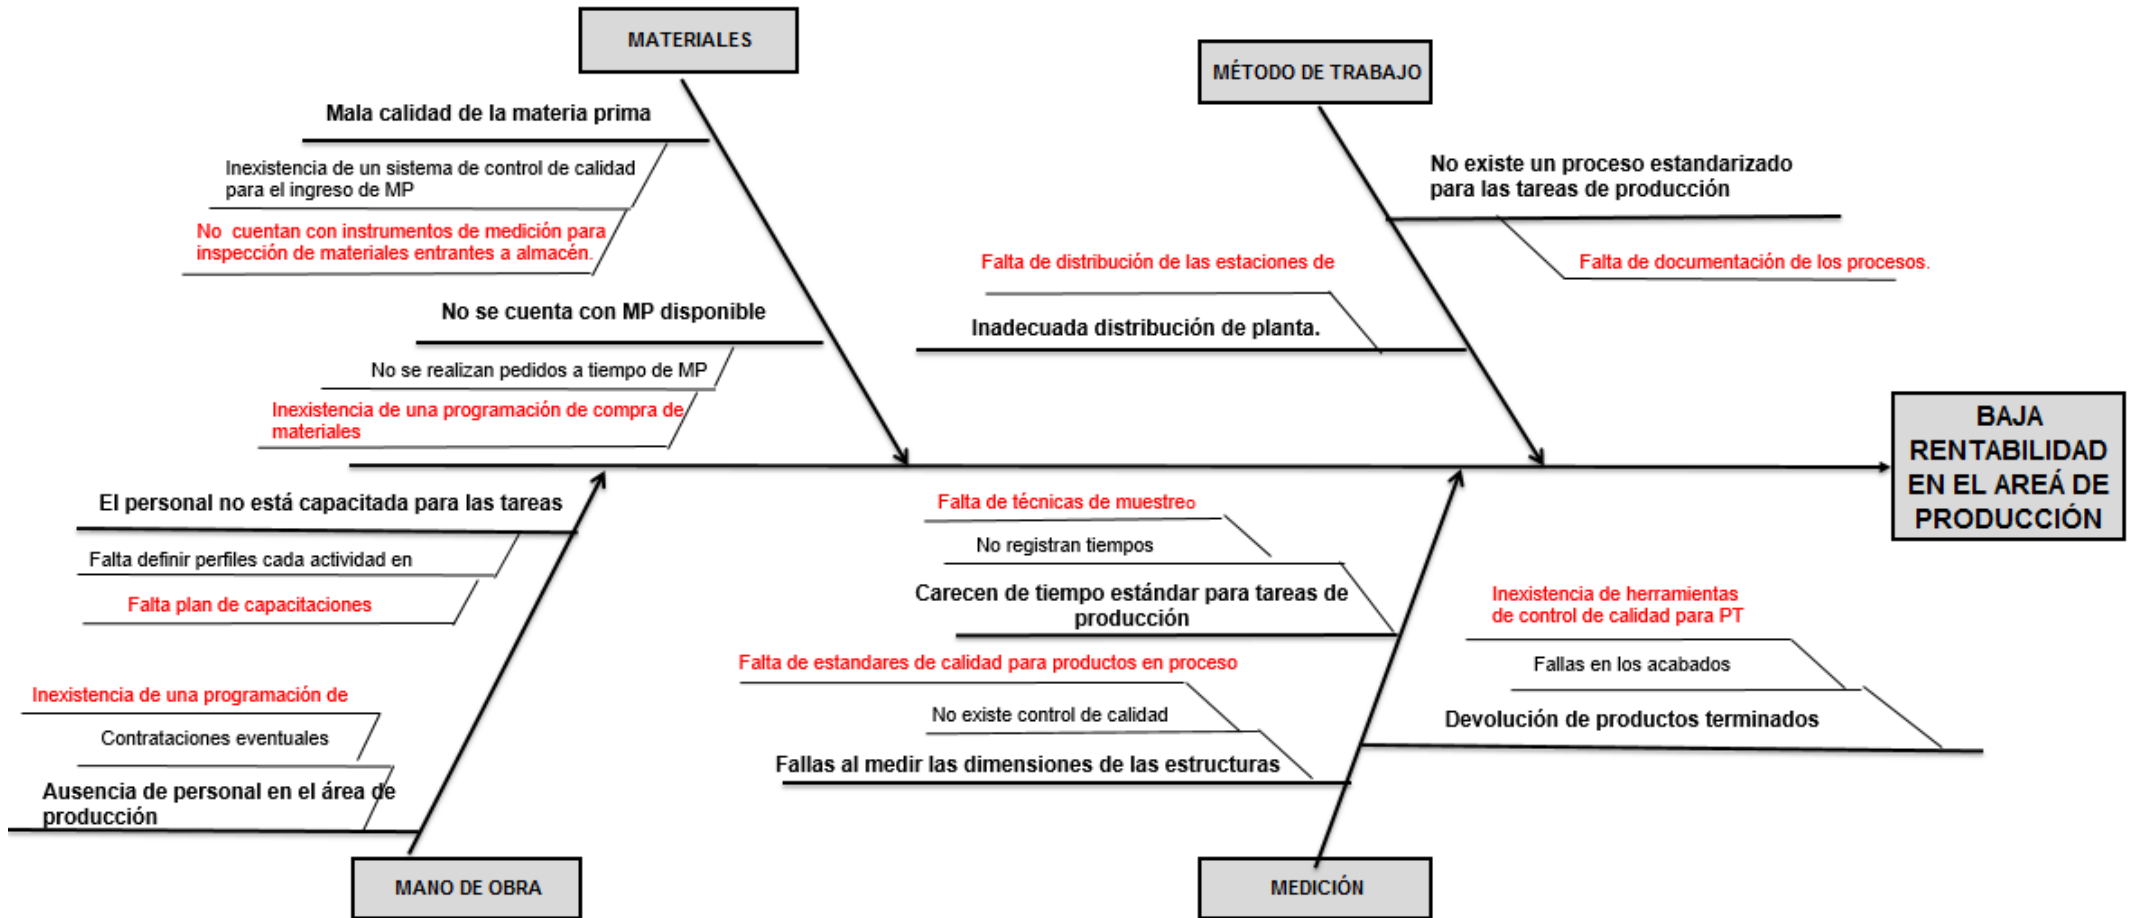 MATERIALES
MÉTODO DE TRABAJO
Mala calidad de la materia prima
Inexistencia de un sistema de control de calidad
para el ingreso de MP
No cuentan con instrumentos de medición para
inspección de materiales entrantes a almacén.
No se cuenta con MP disponible
No se realizan pedidos a tiempo de MP
Inexistencia de una programación de compra de
materiales
No existe un proceso estandarizado
para las tareas de producción
Falta de documentación de los procesos.
Falta de distribución de las estaciones de
Inadecuada distribución de planta.
BAJA
RENTABILIDAD
EN EL AREÁ DE
PRODUCCIÓN
El personal no está capacitada para las tareas
Falta definir perfiles cada actividad en
Falta plan de capacitaciones
Inexistencia de una programación de
Contrataciones eventuales
Ausencia de personal en el área de
producción
Falta de técnicas de muestreo
No registran tiempos
Carecen de tiempo estándar para tareas de
producción
Falta de estandares de calidad para productos en proceso
No existe control de calidad
Fallas al medir las dimensiones de las estructuras
Inexistencia de herramientas
de control de calidad para PT
Fallas en los acabados
Devolución de productos terminados
MANO DE OBRA
MEDICIÓN